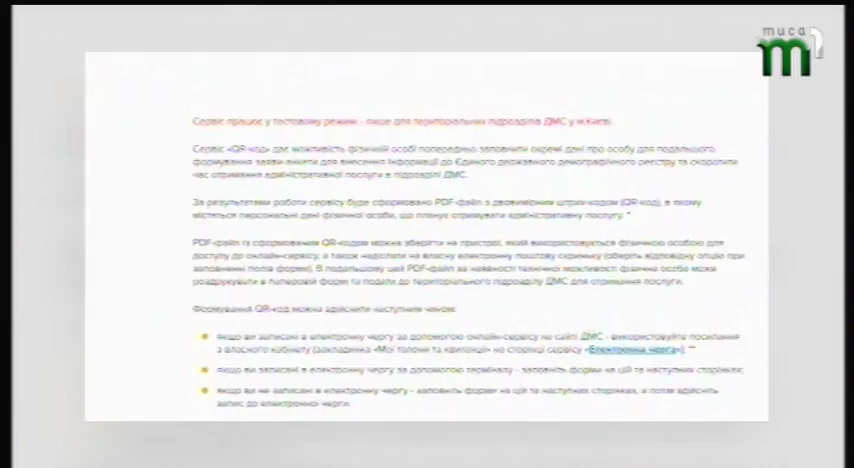 тиса
m1
Сервіс працює у тестовому режимі - лише для територіальних підрозділів ДМС у м.Києві.
Сервіс «QR-код» дає можливість фізичній особі попередньо заповнити окремі дані про особу для подальшого
формування заяви-анкети для внесення інформації до Єдиного державного демографічного реєстру та скоротити
час отримання адміністративної послуги в підрозділі ДМС.
За результатами роботи сервісу буде сформовано PDF-файл з двовимірним штрих-кодом (QR-код), в якому
містяться персональні дані фізичної особи, що планує отримувати адміністративну послугу. *
PDF-файл із сформованим QR-кодом можна зберегти на пристрої, який використовується фізичною особою для
доступу до онлайн-сервісу, а також надіслати на власну електронну поштову скриньку (оберіть відповідну опцію при
заповненні полів форми). В подальшому цей PDF-файл за наявності технічної можливості фізична особа може
роздрукувати в паперовій формі та подати до територіального підрозділу ДМС для отримання послуги.
Формування QR-код можна здійснити наступним чином:
якщо ви записані в електронну чергу за допомогою онлайн-сервісу на сайті ДМС - використовуйте посилання
з власного кабінету (закладинка «Мої талони та квитанції» на сторінці сервісу «Електронна черга»); **
якщо ви записані в електронну чергу за допомогою терміналу - заповніть форми на цій та наступних сторінках;
якщо ви не записані в електронну чергу - заповніть форми на цій та наступних сторінках, а потім здійсніть
запис до електронної черги.